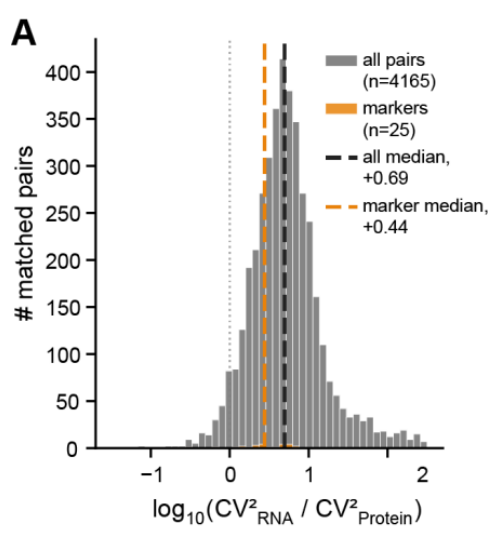 A
# matched pairs
400
350
300
250
200
150
100
50
0
all pairs
(n=4165)
markers
(n=25)
all median,
+0.69
marker median,
+0.44
−1 0 1 2
log₁₀(CV²RNA / CV²Protein)